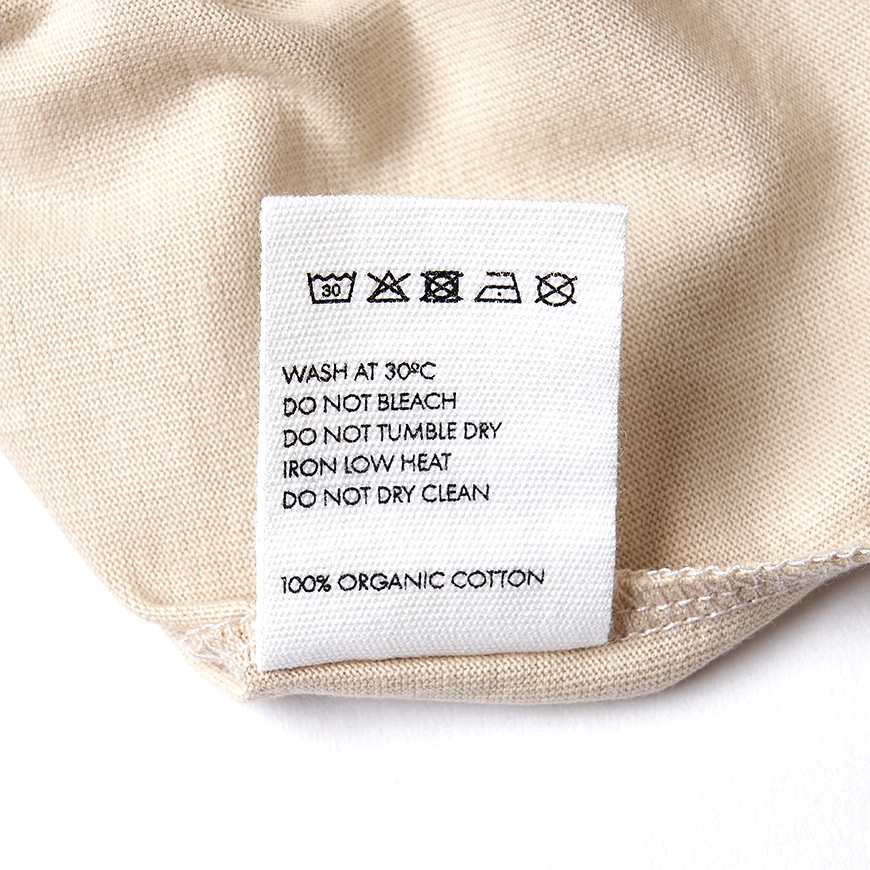 30
WASH AT 30ºC
DO NOT BLEACH
DO NOT TUMBLE DRY
IRON LOW HEAT
DO NOT DRY CLEAN
100% ORGANIC COTTON